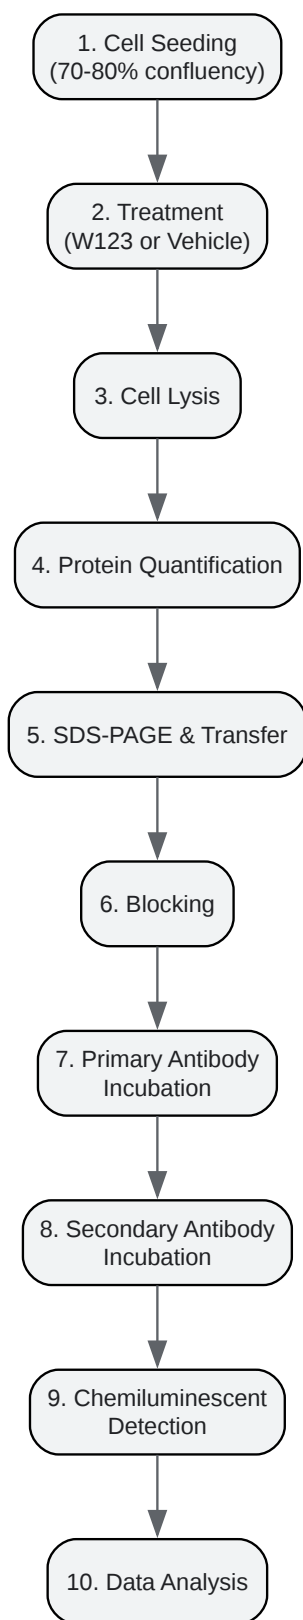 1. Cell Seeding
(70-80% confluency)
2. Treatment
(W123 or Vehicle)
3. Cell Lysis
4. Protein Quantification
5. SDS-PAGE & Transfer
6. Blocking
7. Primary Antibody
Incubation
8. Secondary Antibody
Incubation
9. Chemiluminescent
Detection
10. Data Analysis